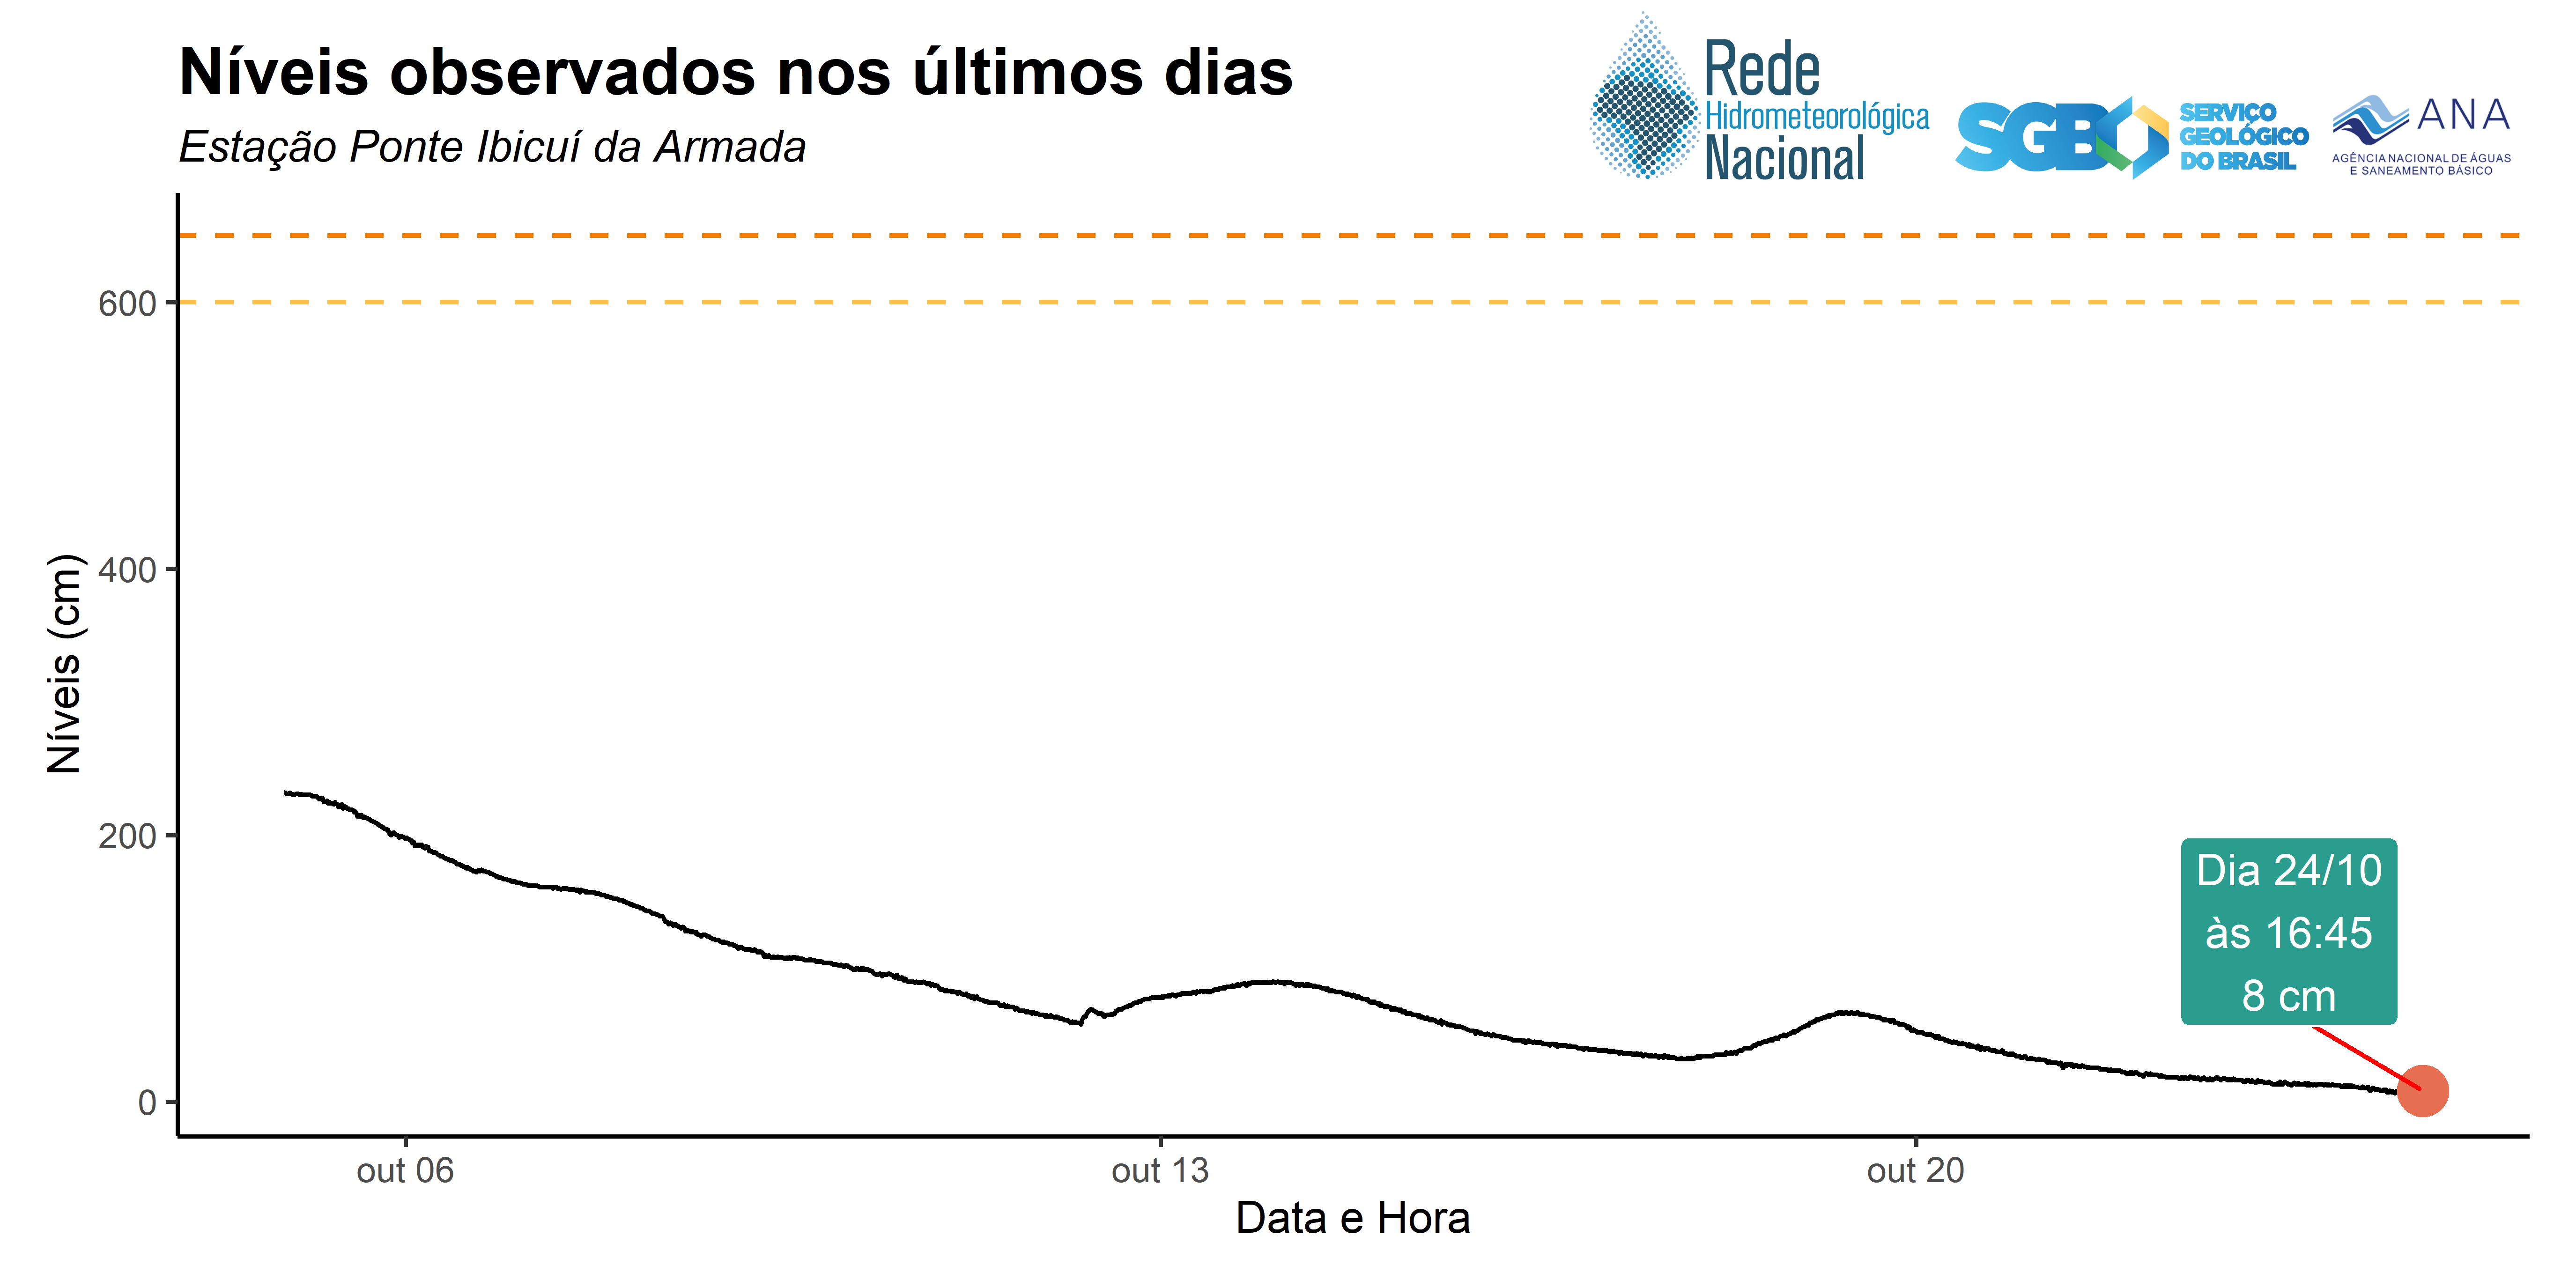 Níveis observados nos últimos dias
Estação Ponte Ibicuí da Armada
Rede
Hidrometeorológica
Nacional
SGB
SERVIÇO
GEOLÓGICO
DO BRASIL
ANA
AGÊNCIA NACIONAL DE ÁGUAS
E SANEAMENTO BÁSICO
Níveis (cm)
600
400
200
0
Dia 24/10
às 16:45
8 cm
out 06
out 13
out 20
Data e Hora